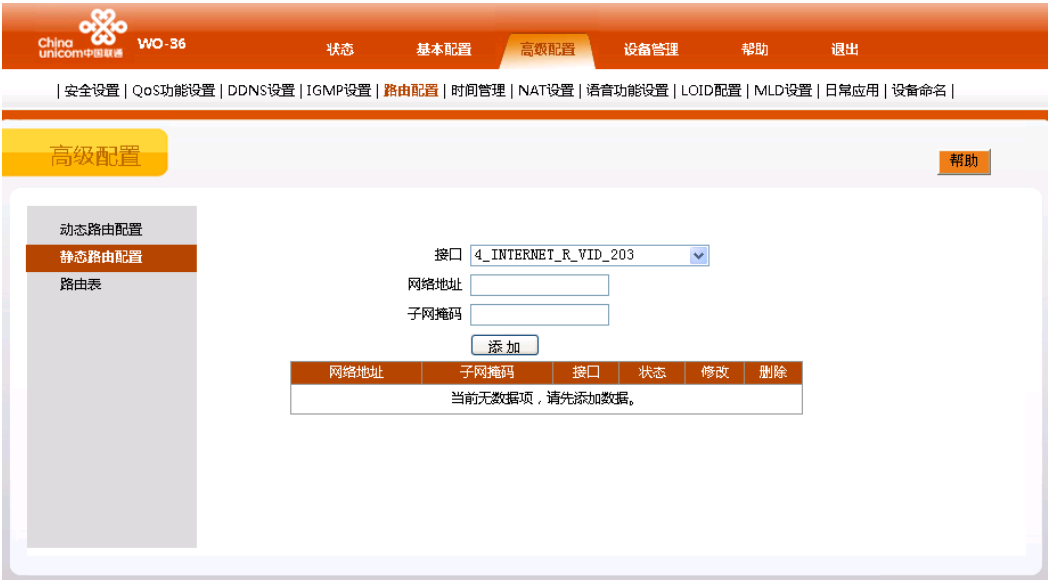 China
unicom中国联通
WO-36
状态 基本配置 高级配置 设备管理 帮助 退出
| 安全设置 | QoS功能设置 | DDNS设置 | IGMP设置 | 路由配置 | 时间管理 | NAT设置 | 语音功能设置 | LOID配置 | MLD设置 | 日常应用 | 设备命名 |
高级配置
帮助
动态路由配置
静态路由配置
路由表
接口 4_INTERNET_R_VID_203
网络地址
子网掩码
添加
网络地址 子网掩码 接口 状态 修改 删除
当前无数据项，请先添加数据。